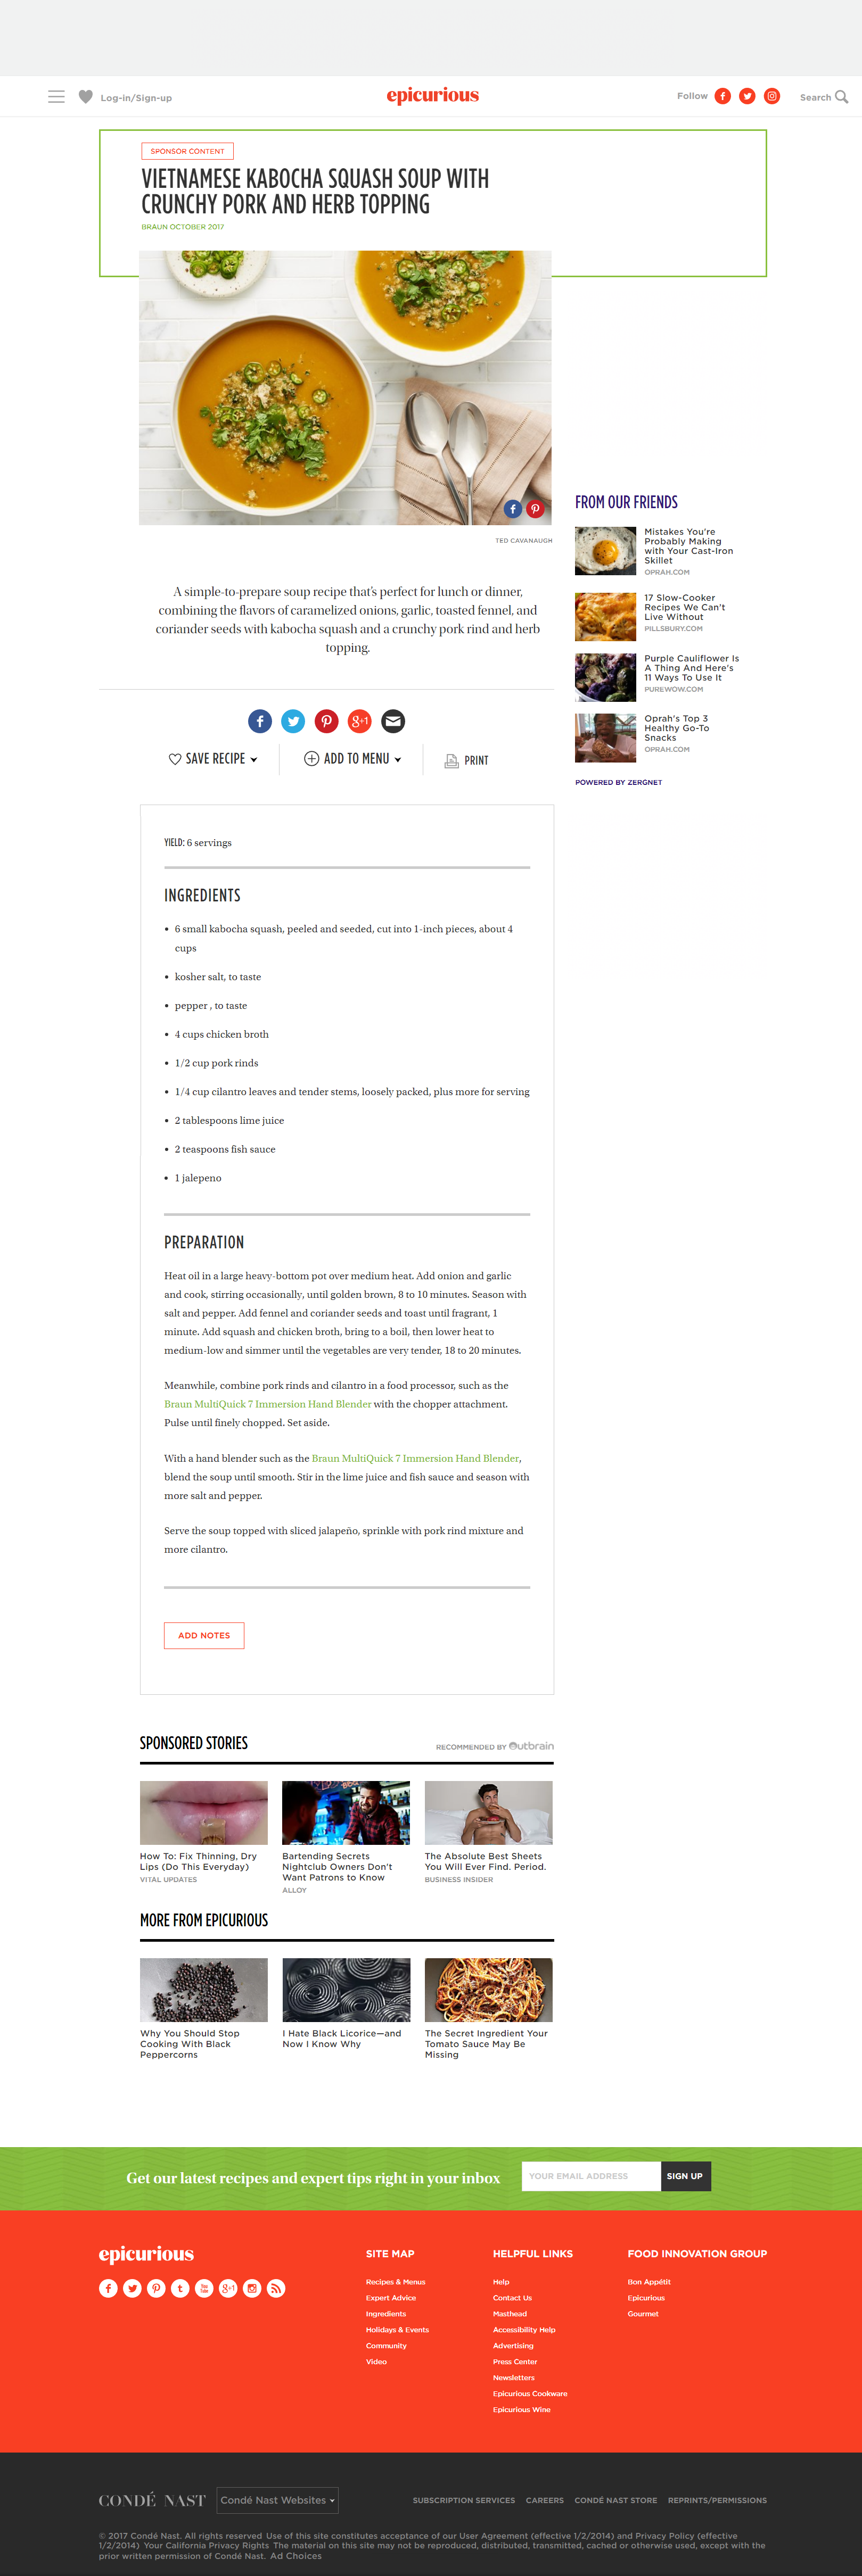 Log-in/Sign-up
epicurious
Follow
Search
SPONSOR CONTENT
VIETNAMESE KABOCHA SQUASH SOUP WITH
CRUNCHY PORK AND HERB TOPPING
BRAUN OCTOBER 2017
TED CAVANAUGH
A simple-to-prepare soup recipe that's perfect for lunch or dinner,
combining the flavors of caramelized onions, garlic, toasted fennel, and
coriander seeds with kabocha squash and a crunchy pork rind and herb
topping.
SAVE RECIPE
ADD TO MENU
PRINT
FROM OUR FRIENDS
Mistakes You're
Probably Making
with Your Cast-Iron
Skillet
OPRAH.COM
17 Slow-Cooker
Recipes We Can't
Live Without
PILLSBURY.COM
Purple Cauliflower Is
A Thing And Here's
11 Ways To Use It
PUREWOW.COM
Oprah's Top 3
Healthy Go-To
Snacks
OPRAH.COM
POWERED BY ZERGNET
YIELD: 6 servings
INGREDIENTS
• 6 small kabocha squash, peeled and seeded, cut into 1-inch pieces, about 4
cups
• kosher salt, to taste
• pepper , to taste
• 4 cups chicken broth
• 1/2 cup pork rinds
• 1/4 cup cilantro leaves and tender stems, loosely packed, plus more for serving
• 2 tablespoons lime juice
• 2 teaspoons fish sauce
• 1 jalepeno
PREPARATION
Heat oil in a large heavy-bottom pot over medium heat. Add onion and garlic
and cook, stirring occasionally, until golden brown, 8 to 10 minutes. Season with
salt and pepper. Add fennel and coriander seeds and toast until fragrant, 1
minute. Add squash and chicken broth, bring to a boil, then lower heat to
medium-low and simmer until the vegetables are very tender, 18 to 20 minutes.
Meanwhile, combine pork rinds and cilantro in a food processor, such as the
Braun MultiQuick 7 Immersion Hand Blender with the chopper attachment.
Pulse until finely chopped. Set aside.
With a hand blender such as the Braun MultiQuick 7 Immersion Hand Blender,
blend the soup until smooth. Stir in the lime juice and fish sauce and season with
more salt and pepper.
Serve the soup topped with sliced jalapeño, sprinkle with pork rind mixture and
more cilantro.
ADD NOTES
SPONSORED STORIES
RECOMMENDED BY Outbrain
How To: Fix Thinning, Dry
Lips (Do This Everyday)
VITAL UPDATES
Bartending Secrets
Nightclub Owners Don't
Want Patrons to Know
ALLOY
The Absolute Best Sheets
You Will Ever Find. Period.
BUSINESS INSIDER
MORE FROM EPICURIOUS
Why You Should Stop
Cooking With Black
Peppercorns
I Hate Black Licorice—and
Now I Know Why
The Secret Ingredient Your
Tomato Sauce May Be
Missing
Get our latest recipes and expert tips right in your inbox
YOUR EMAIL ADDRESS
SIGN UP
epicurious
SITE MAP
Recipes & Menus
Expert Advice
Ingredients
Holidays & Events
Community
Video
HELPFUL LINKS
Help
Contact Us
Masthead
Accessibility Help
Advertising
Press Center
Newsletters
Epicurious Cookware
Epicurious Wine
FOOD INNOVATION GROUP
Bon Appétit
Epicurious
Gourmet
CONDÉ NAST
Condé Nast Websites
SUBSCRIPTION SERVICES CAREERS CONDÉ NAST STORE REPRINTS/PERMISSIONS
© 2017 Condé Nast. All rights reserved Use of this site constitutes acceptance of our User Agreement (effective 1/2/2014) and Privacy Policy (effective
1/2/2014) Your California Privacy Rights The material on this site may not be reproduced, distributed, transmitted, cached or otherwise used, except with the
prior written permission of Condé Nast. Ad Choices